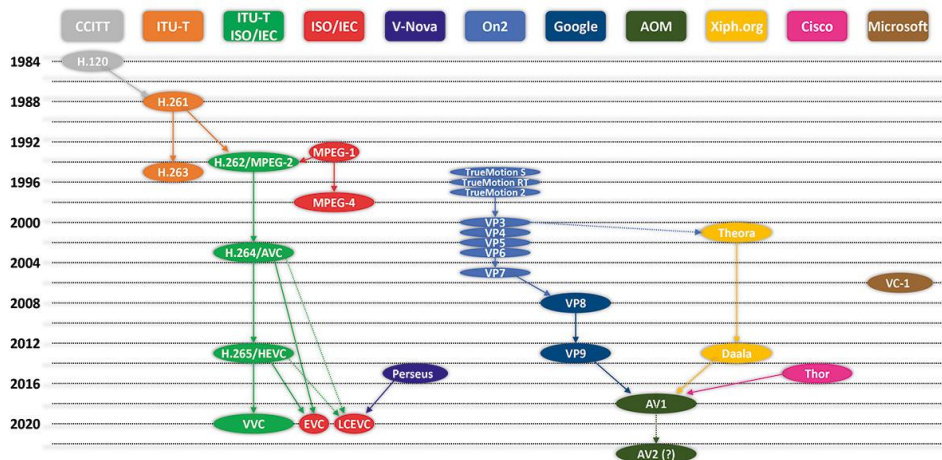 CCITT
ITU-T
ITU-T
ISO/IEC
ISO/IEC
V-Nova
On2
Google
AOM
Xiph.org
Cisco
Microsoft
1984
H.120
1988
H.261
1992
MPEG-1
H.262/MPEG-2
H.263
TrueMotion S
1996
TrueMotion RT
TrueMotion 2
MPEG-4
2000
VP3
VP4
Theora
VP5
H.264/AVC
VP6
2004
VP7
VC-1
2008
VP8
2012
H.265/HEVC
VP9
Daala
Perseus
Thor
2016
AV1
2020
VVC
EVC
LCEVC
AV2 (?)